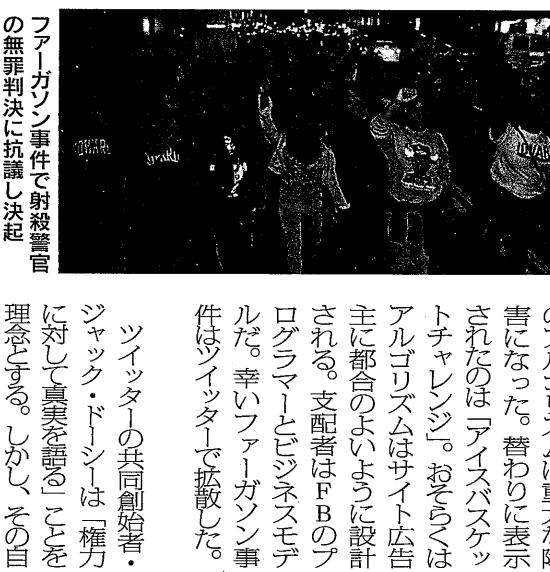 ファーガソン事件で射殺警官
の無罪判決に抗議し決起
害になった。替わりに表示
されたのは「アイスバスケッ
トチャレンジ」。おそらくは
アルゴリズムはサイト広告
主に都合のよいように設計
される。支配者はＦＢのプ
ログラマーとビジネスモデ
ルだ。幸いファーガソン事
件はツイッターで拡散した。
ツイッターの共同創始者・
ジャック・ドーシーは「権力
に対して真実を語る」ことを
理念とする。しかし、その自